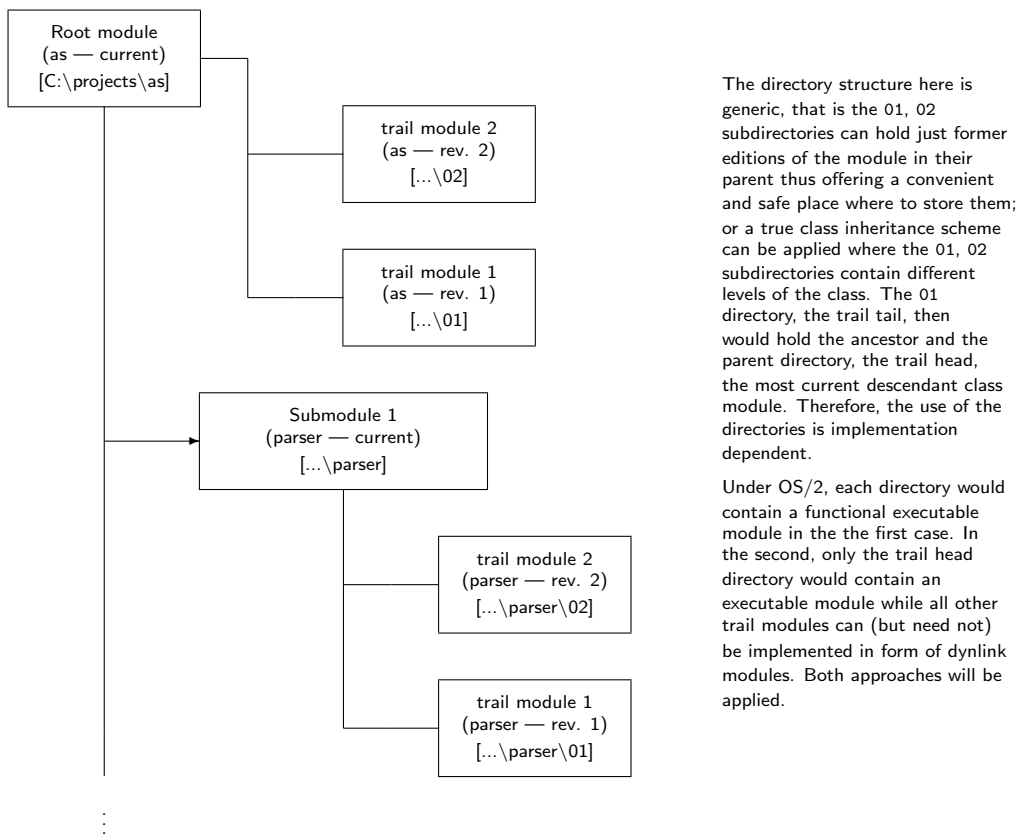 Root module
(as — current)
[C:\projects\as]
trail module 2
(as — rev. 2)
[...\02]
trail module 1
(as — rev. 1)
[...\01]
Submodule 1
(parser — current)
[...\parser]
trail module 2
(parser — rev. 2)
[...\parser\02]
trail module 1
(parser — rev. 1)
[...\parser\01]
The directory structure here is
generic, that is the 01, 02
subdirectories can hold just former
editions of the module in their
parent thus offering a convenient
and safe place where to store them;
or a true class inheritance scheme
can be applied where the 01, 02
subdirectories contain different
levels of the class. The 01
directory, the trail tail, then
would hold the ancestor and the
parent directory, the trail head,
the most current descendant class
module. Therefore, the use of the
directories is implementation
dependent.
Under OS/2, each directory would
contain a functional executable
module in the the first case. In
the second, only the trail head
directory would contain an
executable module while all other
trail modules can (but need not)
be implemented in form of dynlink
modules. Both approaches will be
applied.